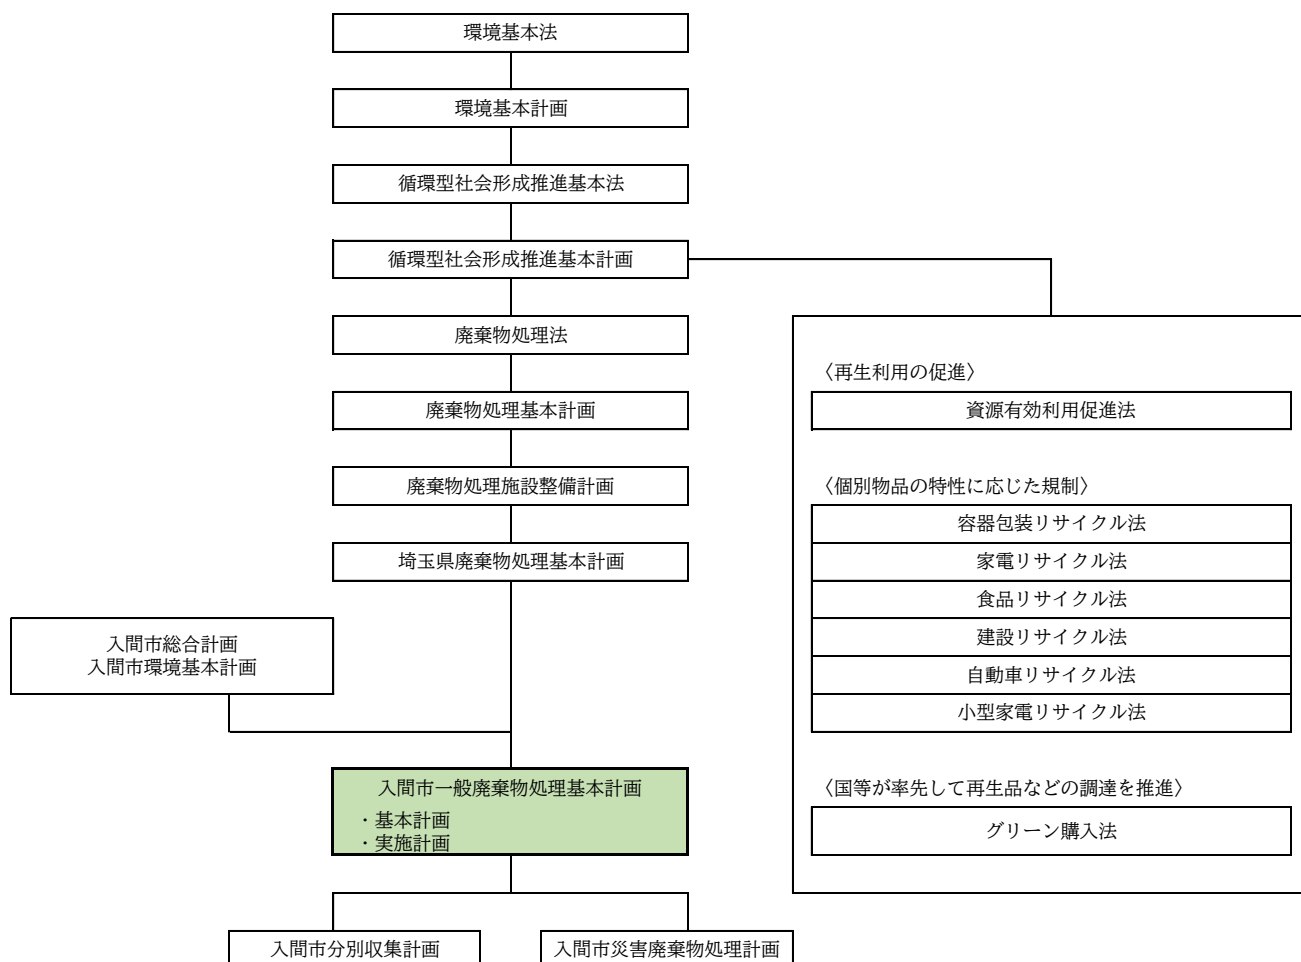 環境基本法
環境基本計画
循環型社会形成推進基本法
循環型社会形成推進基本計画
廃棄物処理法
廃棄物処理基本計画
廃棄物処理施設整備計画
埼玉県廃棄物処理基本計画
入間市総合計画
入間市環境基本計画
入間市一般廃棄物処理基本計画
・基本計画
・実施計画
入間市分別収集計画
入間市災害廃棄物処理計画
〈再生利用の促進〉
資源有効利用促進法
〈個別物品の特性に応じた規制〉
容器包装リサイクル法
家電リサイクル法
食品リサイクル法
建設リサイクル法
自動車リサイクル法
小型家電リサイクル法
〈国等が率先して再生品などの調達を推進〉
グリーン購入法